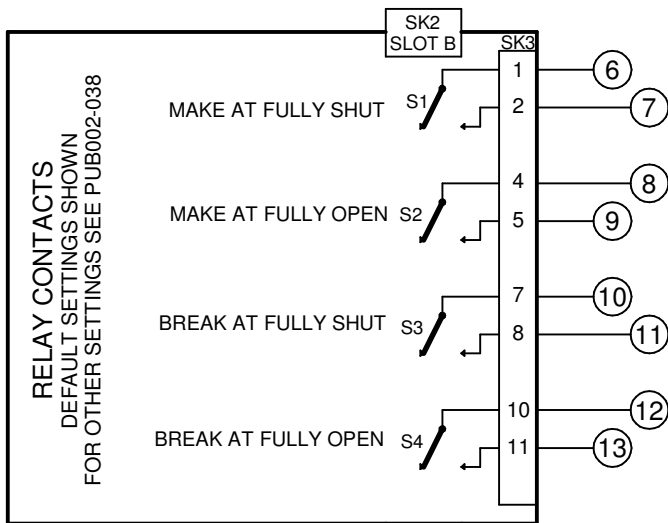 SK2
SLOT B
SK3
RELAY CONTACTS
DEFAULT SETTINGS SHOWN
FOR OTHER SETTINGS SEE PUB002-038
MAKE AT FULLY SHUT S1 1 6
2 7
MAKE AT FULLY OPEN S2 4 8
5 9
BREAK AT FULLY SHUT S3 7 10
8 11
BREAK AT FULLY OPEN S4 10 12
11 13